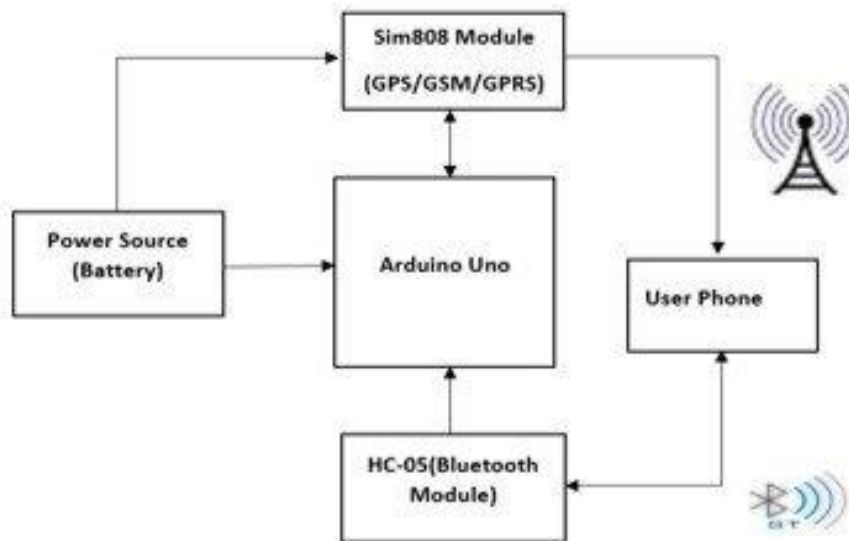 Sim808 Module
(GPS/GSM/GPRS)
Power Source
(Battery)
Arduino Uno
User Phone
HC-05(Bluetooth
Module)